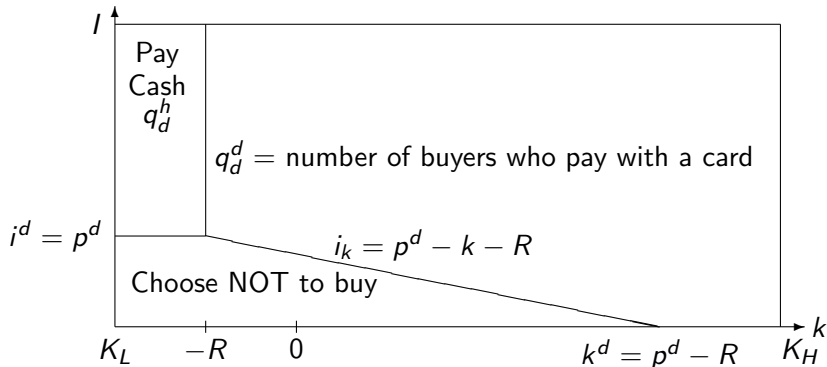 I
Pay
Cash
q_d^h
q_d^d = number of buyers who pay with a card
i^d = p^d
i_k = p^d − k − R
Choose NOT to buy
k
K_L
−R
0
k^d = p^d − R
K_H